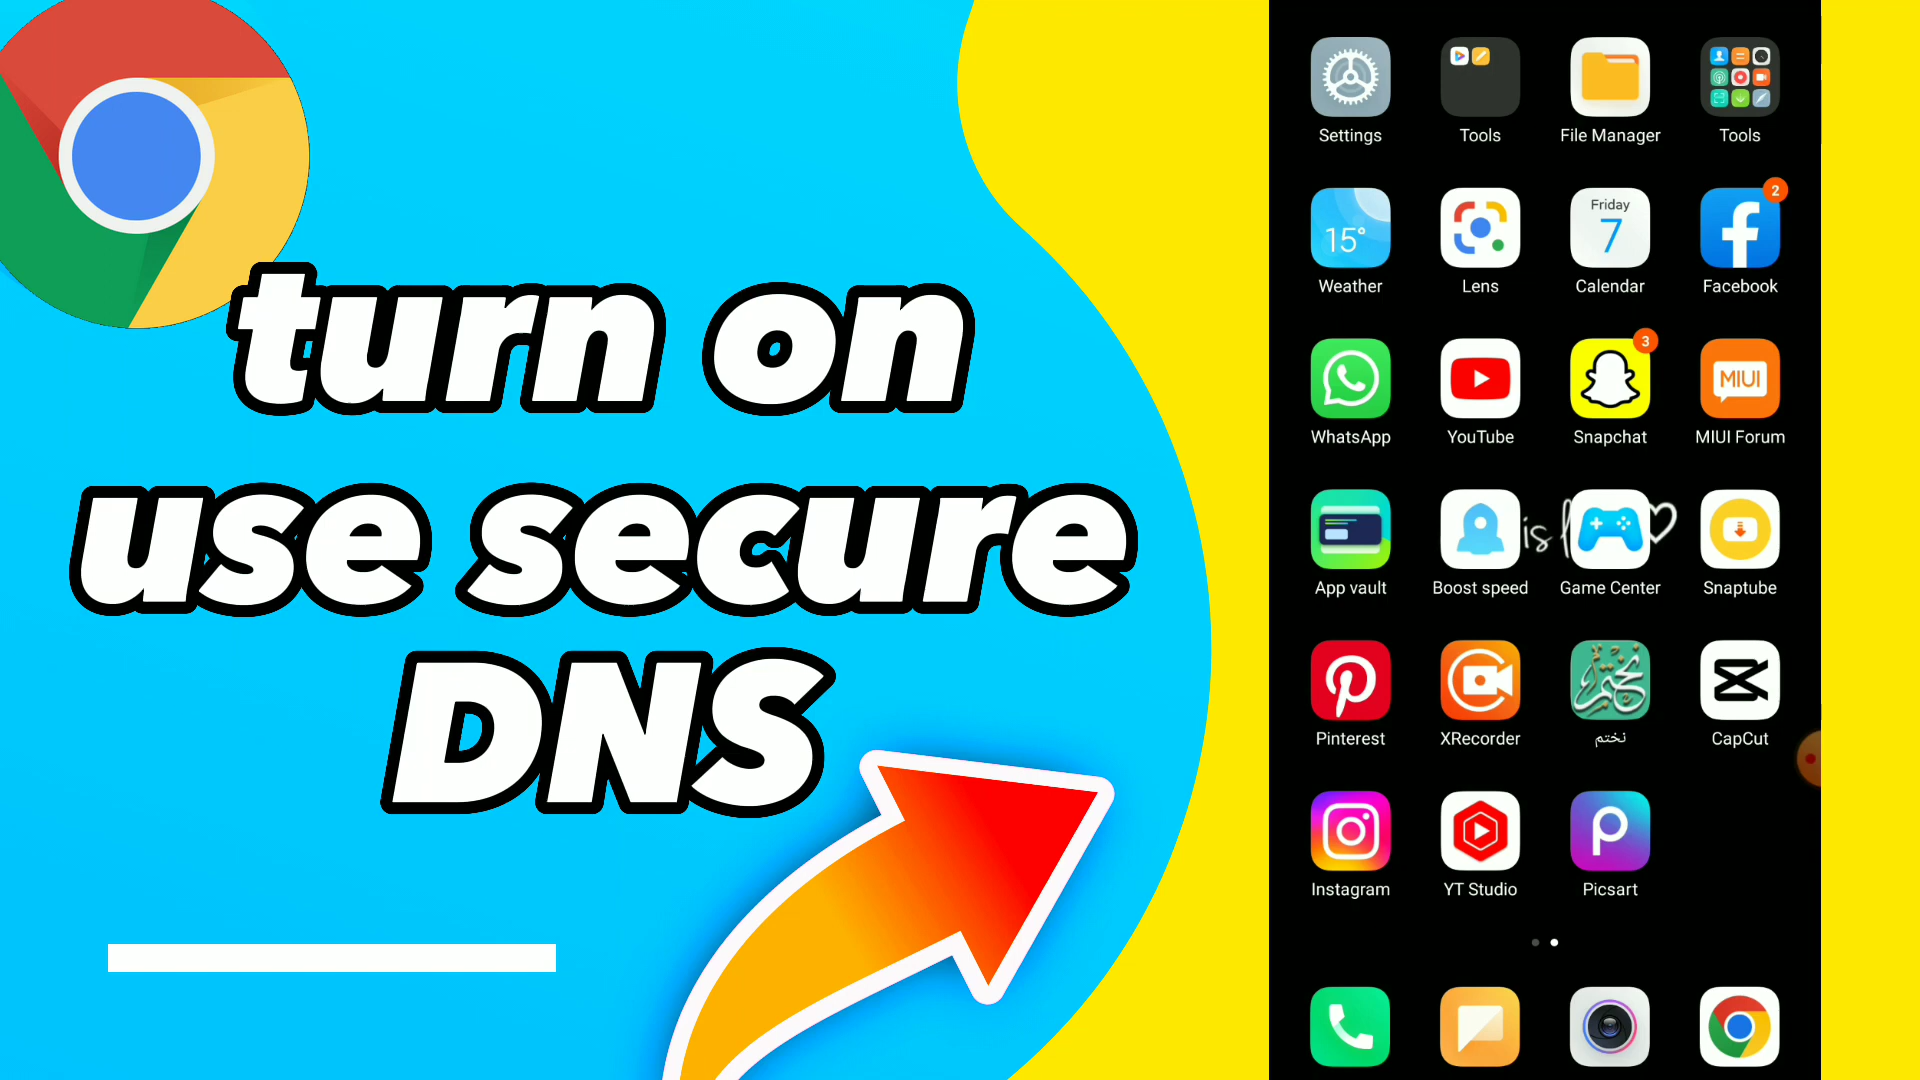 turn on
use secure
DNS
Settings
Tools
File Manager
Tools
15°
Weather
Lens
Friday
7
Calendar
2
Facebook
WhatsApp
YouTube
3
Snapchat
MIUI
MIUI Forum
App vault
is
Boost speed
Game Center
Snaptube
Pinterest
XRecorder
نختم
نختم
CapCut
Instagram
YT Studio
Picsart